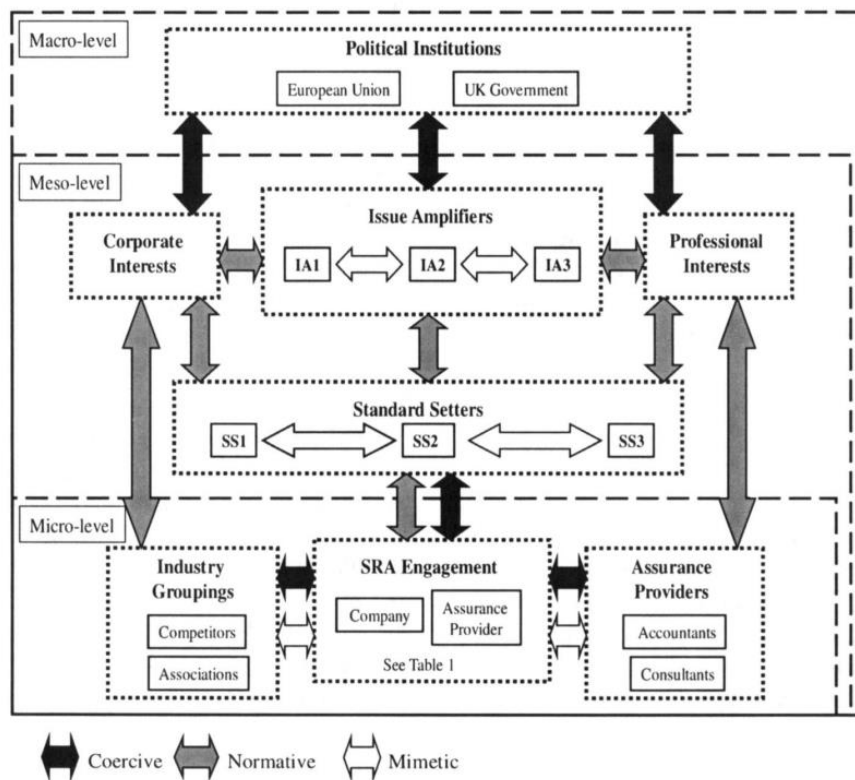 Macro-level
Political Institutions
European Union
UK Government
Meso-level
Issue Amplifiers
Corporate
Interests
IA1
IA2
IA3
Professional
Interests
Standard Setters
SS1
SS2
SS3
Micro-level
Industry
Groupings
Competitors
Associations
SRA Engagement
Company
Assurance
Provider
See Table 1
Assurance
Providers
Accountants
Consultants
Coercive
Normative
Mimetic